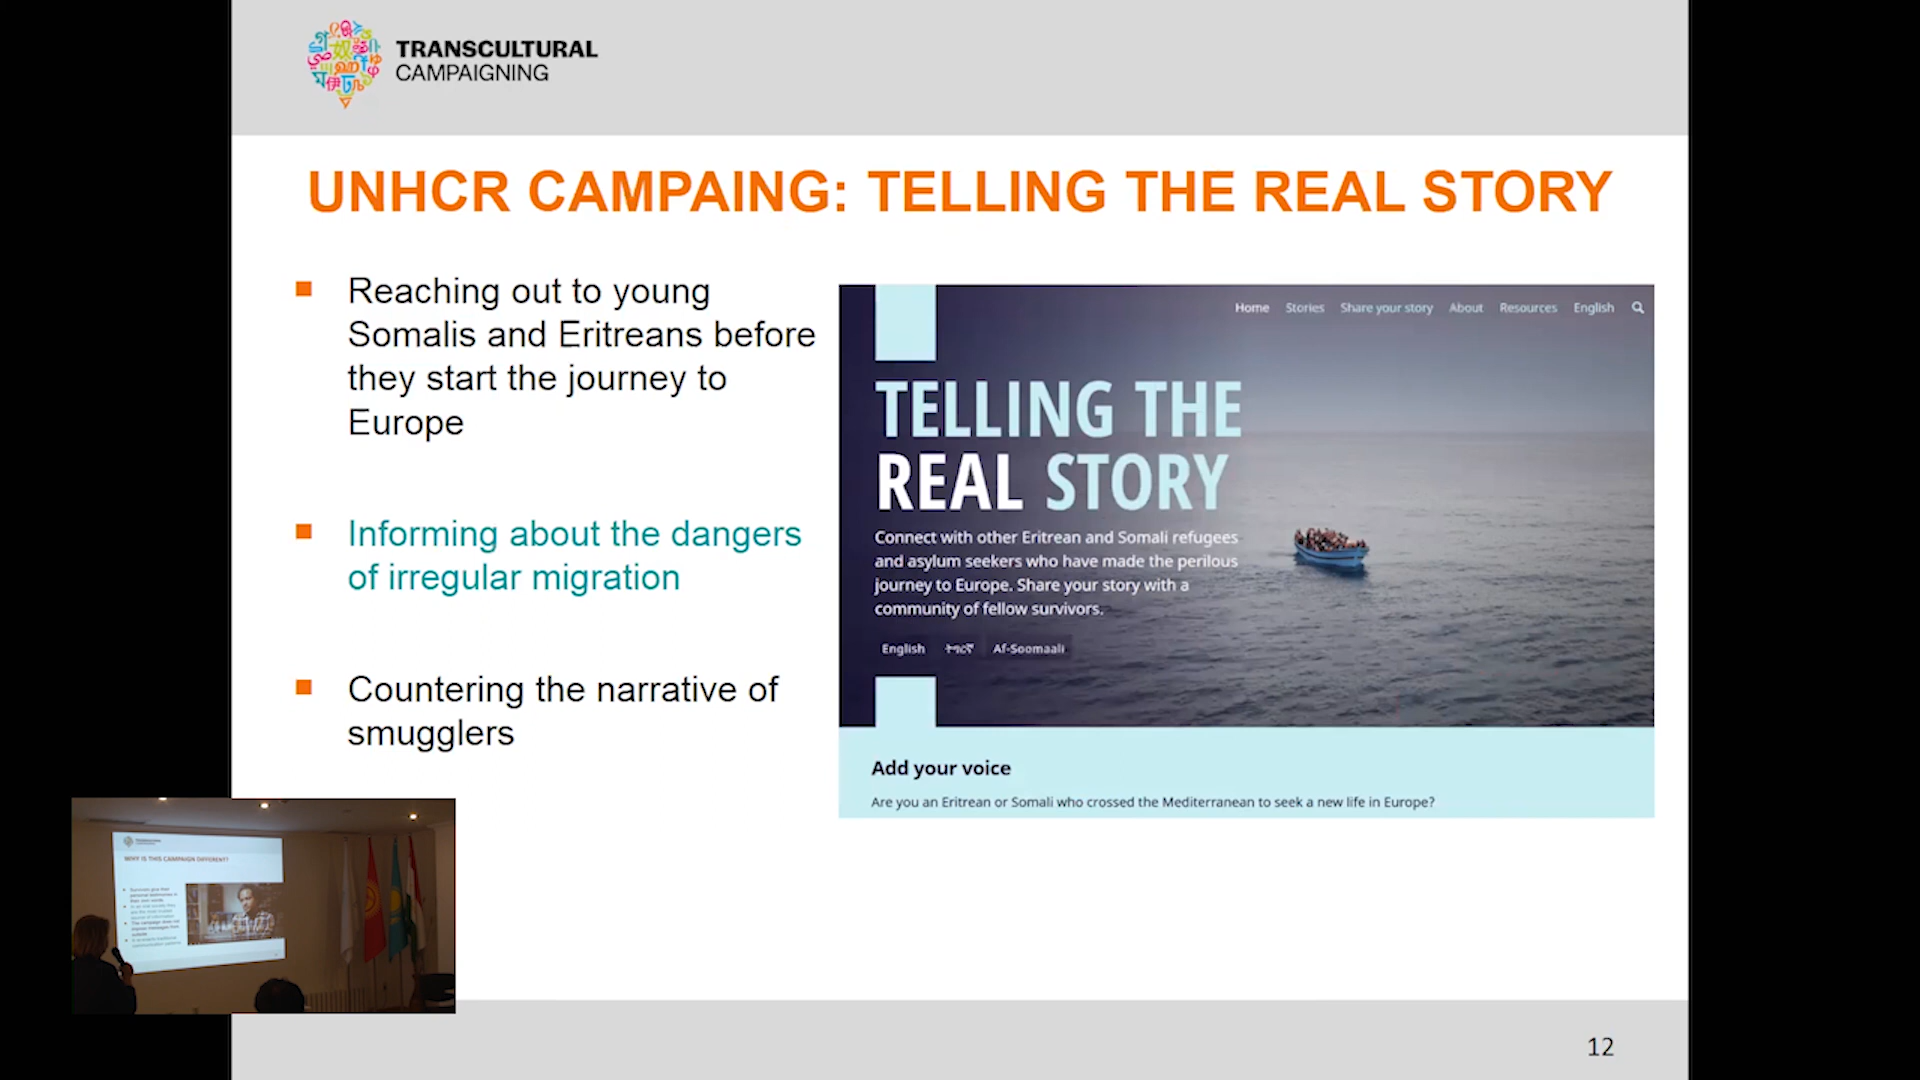 TRANSCULTURAL
CAMPAIGNING
UNHCR CAMPAING: TELLING THE REAL STORY
Reaching out to young
Somalis and Eritreans before
they start the journey to
Europe
Informing about the dangers
of irregular migration
Countering the narrative of
smugglers
Home Stories Share your story About Resources English
TELLING THE
REAL STORY
Connect with other Eritrean and Somali refugees
and asylum seekers who have made the perilous
journey to Europe. Share your story with a
community of fellow survivors.
English ትግርኛ Af-Soomaali
Add your voice
Are you an Eritrean or Somali who crossed the Mediterranean to seek a new life in Europe?
WHY IS THIS CAMPAIGN DIFFERENT?
12